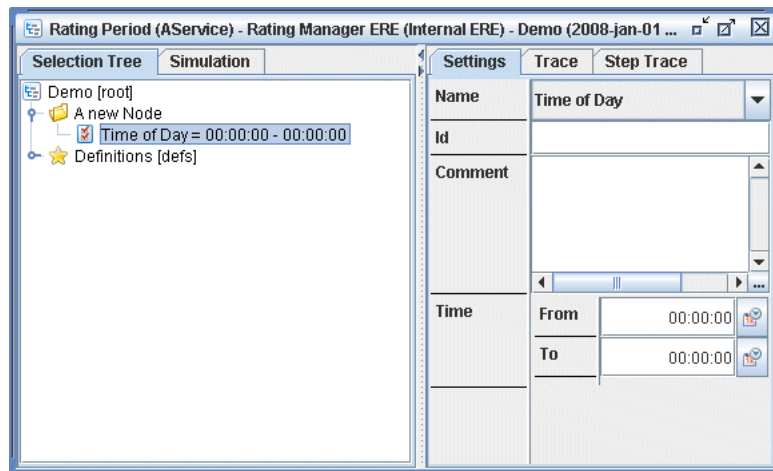 Rating Period (AService) - Rating Manager ERE (Internal ERE) - Demo (2008-jan-01 ...
Selection Tree Simulation
Demo [root]
A new Node
Time of Day = 00:00:00 - 00:00:00
Definitions [defs]
Settings Trace Step Trace
Name Time of Day
Id
Comment
...
Time From 00:00:00
To 00:00:00